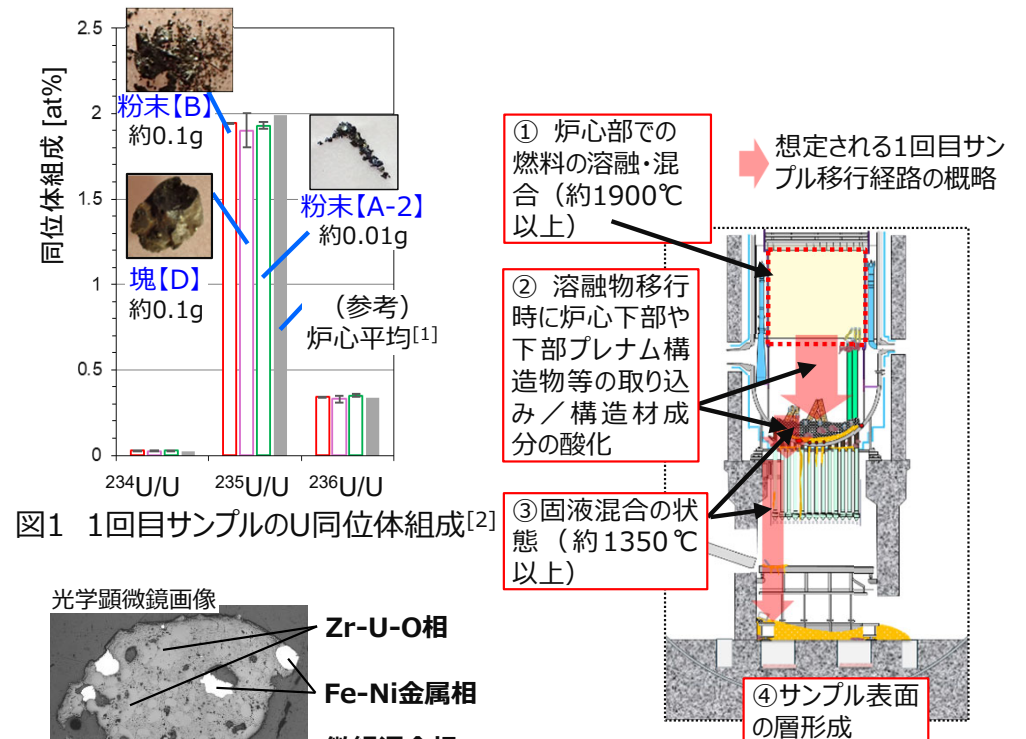 同位体組成 [at%]
2.5
2
1.5
1
0.5
0
粉末【B】
約0.1g
粉末【A-2】
約0.01g
塊【D】
約0.1g
（参考）
炉心平均[1]
234U/U
235U/U
236U/U
図1 1回目サンプルのU同位体組成[2]
光学顕微鏡画像
Zr-U-O相
Fe-Ni金属相
① 炉心部での
燃料の溶融・混
合（約1900℃
以上）
② 溶融物移行
時に炉心下部や
下部プレナム構
造物等の取り込
み／構造材成
分の酸化
③固液混合の状
態（約1350℃
以上）
想定される1回目サン
プル移行経路の概略
④サンプル表面
の層形成